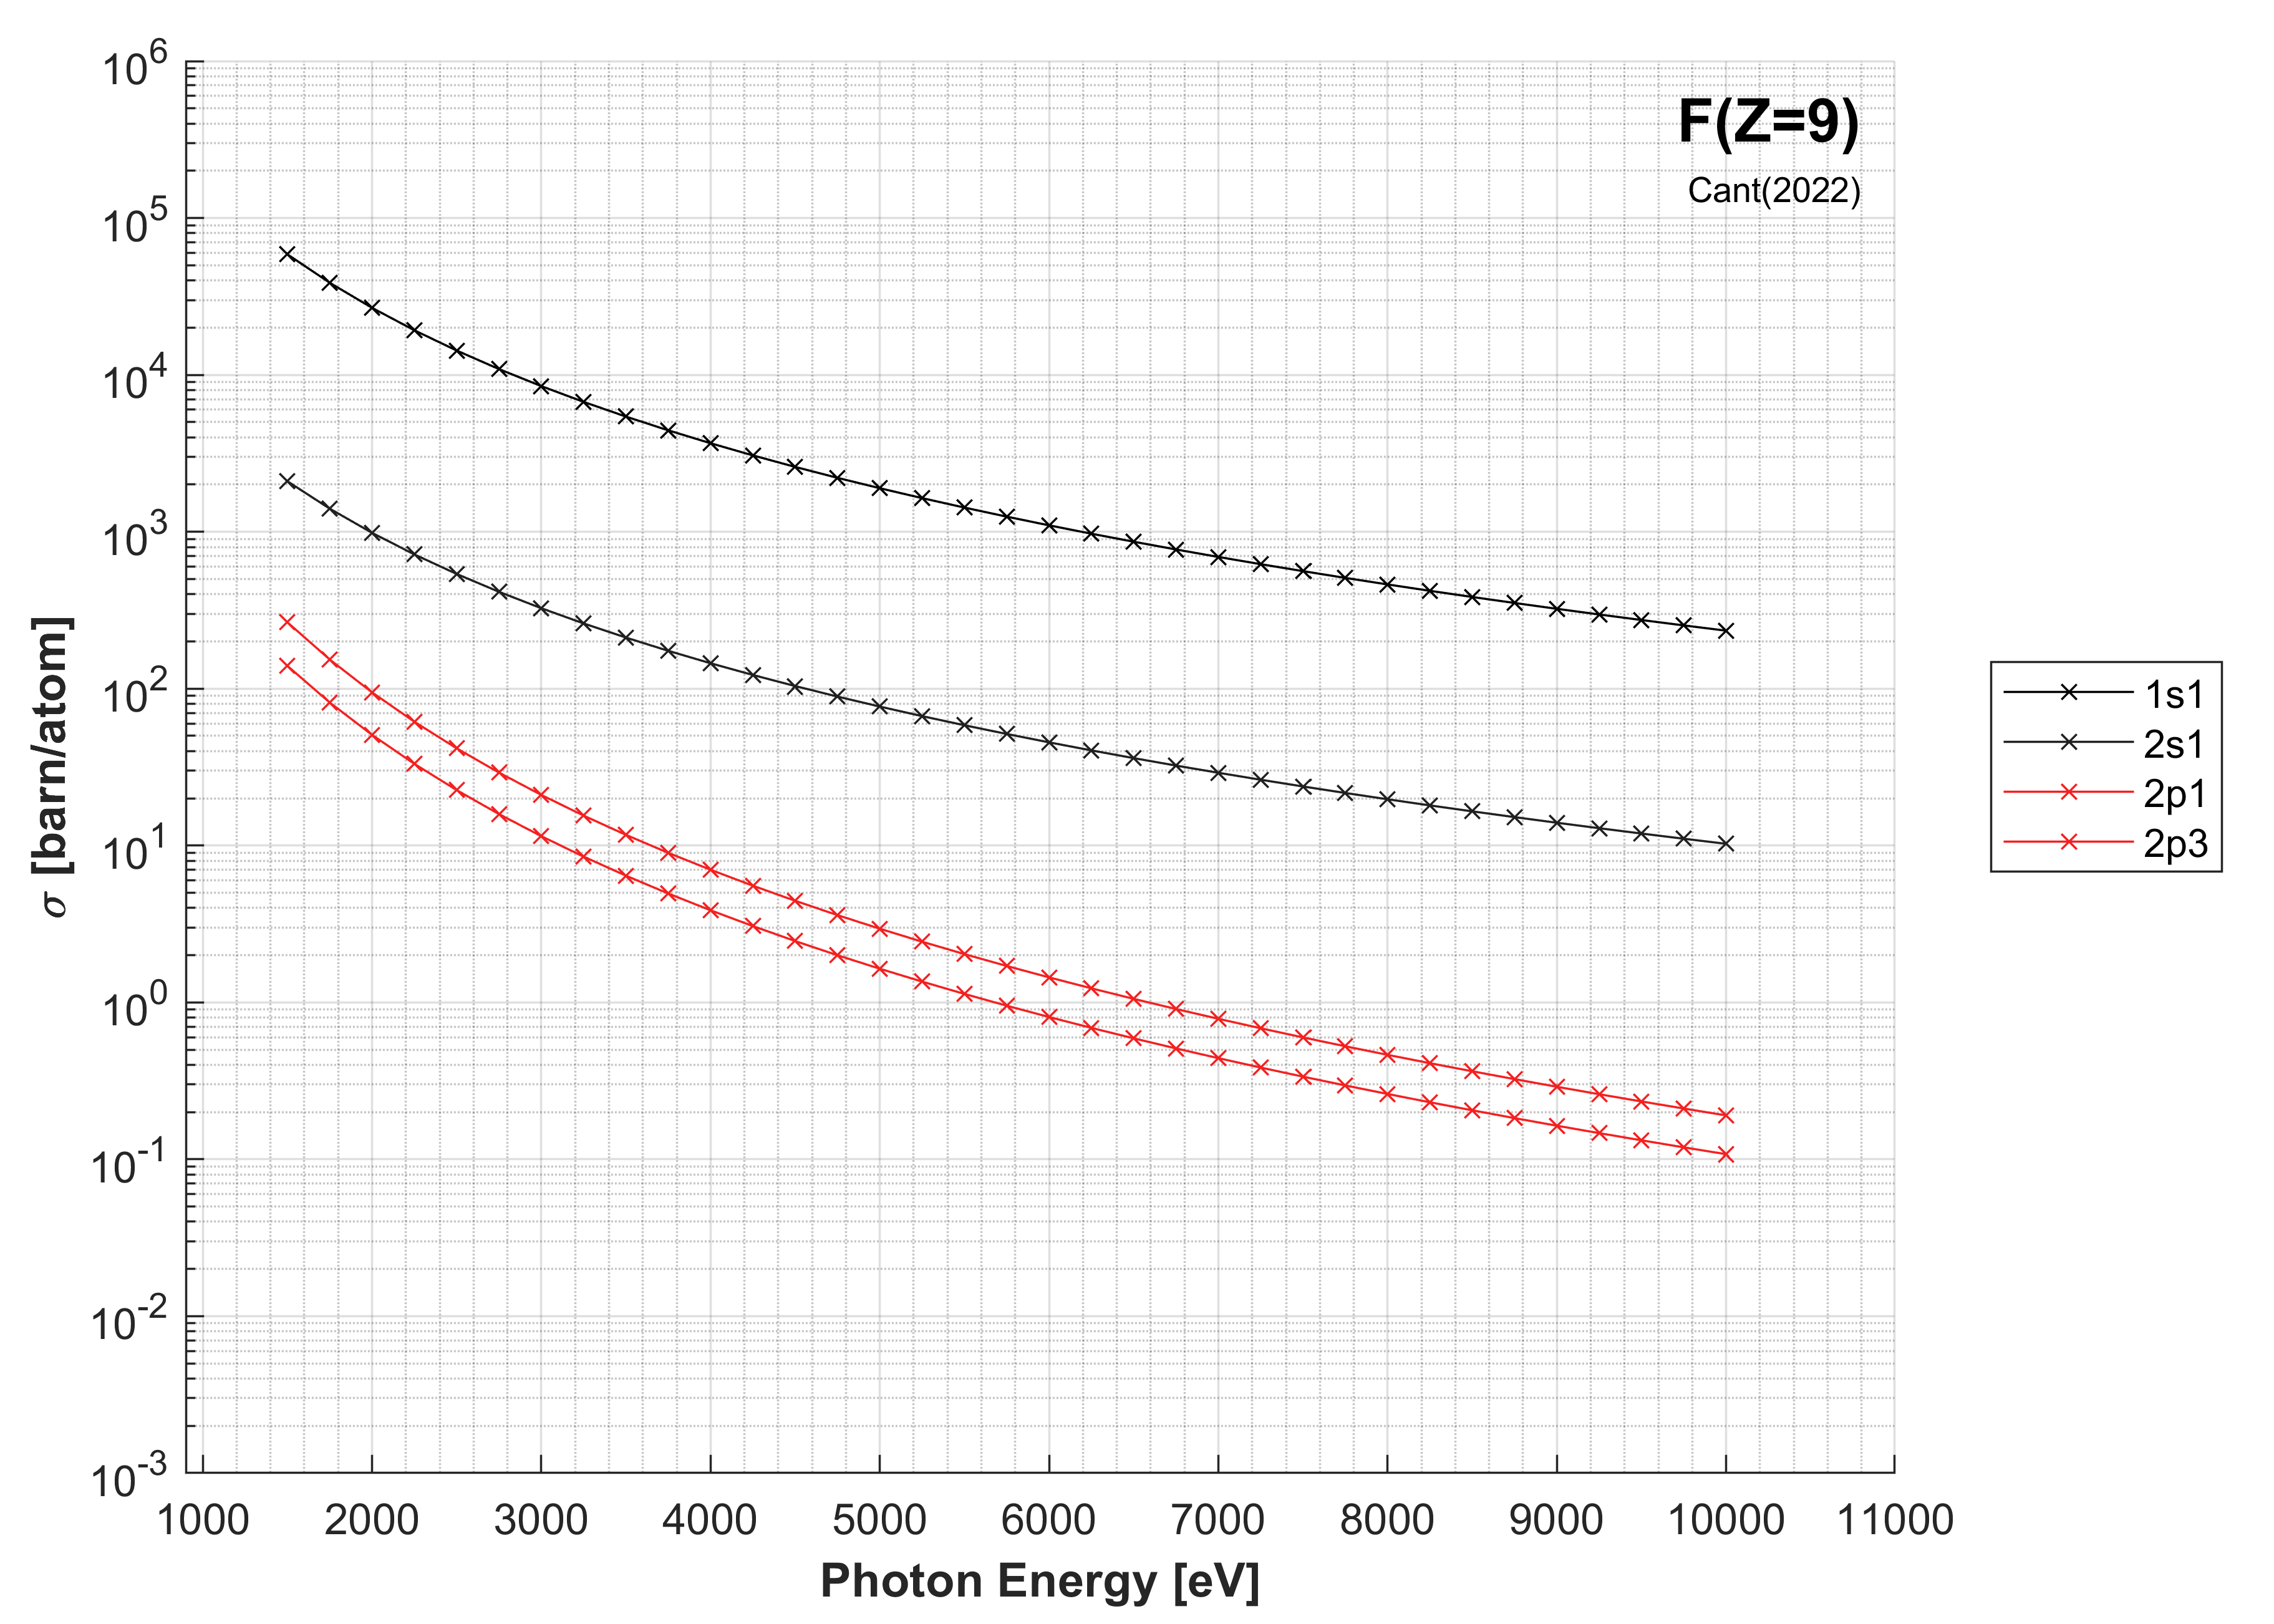 F(Z=9)
Cant(2022)
σ [barn/atom]
10^6
10^5
10^4
10^3
10^2
10^1
10^0
10^-1
10^-2
10^-3
1000 2000 3000 4000 5000 6000 7000 8000 9000 10000 11000
Photon Energy [eV]
1s1
2s1
2p1
2p3